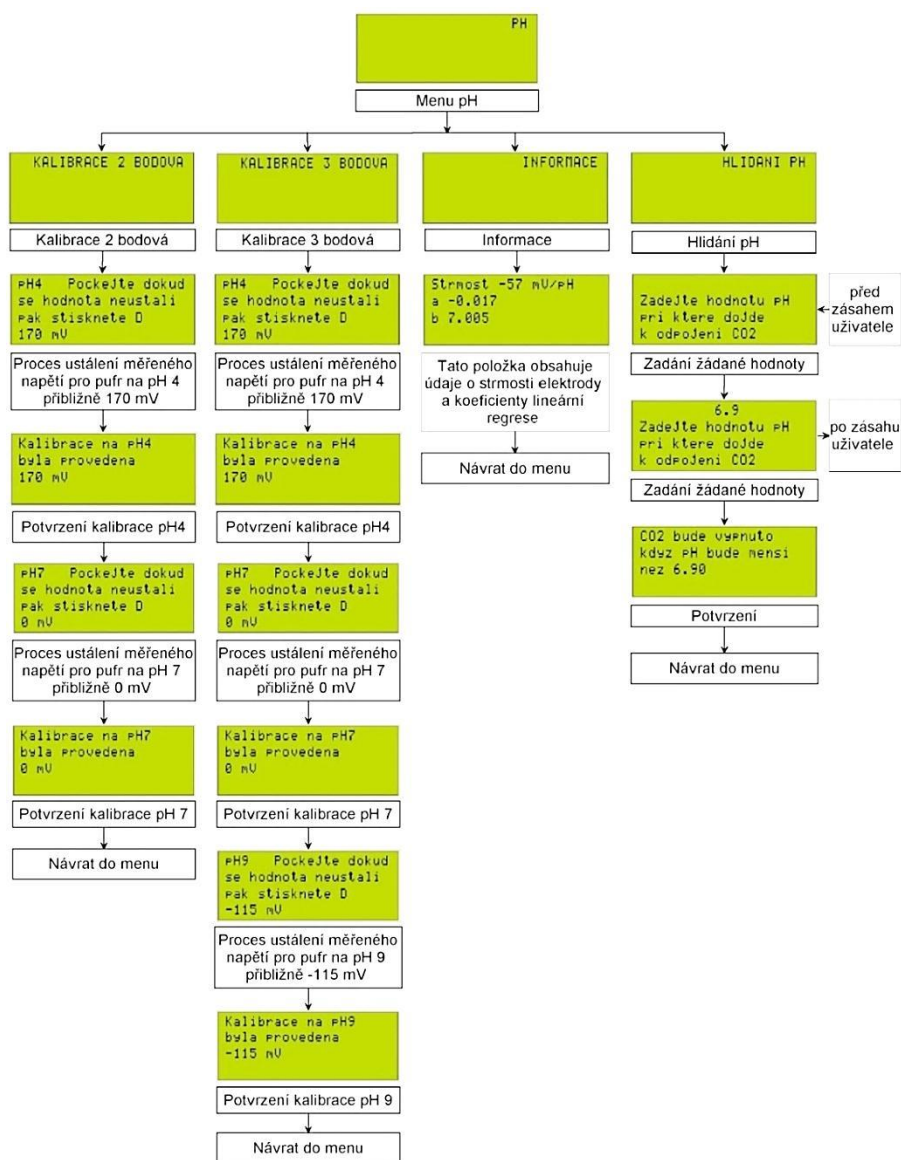 PH
Menu pH
KALIBRACE 2 BODOVA
Kalibrace 2 bodová
pH4 Pockejte dokud
se hodnota neustali
pak stisknete D
170 mV
Proces ustálení měřeného
napětí pro pufr na pH 4
přibližně 170 mV
Kalibrace na pH4
byla provedena
170 mV
Potvrzení kalibrace pH4
pH7 Pockejte dokud
se hodnota neustali
pak stisknete D
0 mV
Proces ustálení měřeného
napětí pro pufr na pH 7
přibližně 0 mV
Kalibrace na pH7
byla provedena
0 mV
Potvrzení kalibrace pH 7
Návrat do menu
KALIBRACE 3 BODOVA
Kalibrace 3 bodová
pH4 Pockejte dokud
se hodnota neustali
pak stisknete D
170 mV
Proces ustálení měřeného
napětí pro pufr na pH 4
přibližně 170 mV
Kalibrace na pH4
byla provedena
170 mV
Potvrzení kalibrace pH4
pH7 Pockejte dokud
se hodnota neustali
pak stisknete D
0 mV
Proces ustálení měřeného
napětí pro pufr na pH 7
přibližně 0 mV
Kalibrace na pH7
byla provedena
0 mV
Potvrzení kalibrace pH 7
pH9 Pockejte dokud
se hodnota neustali
pak stisknete D
-115 mV
Proces ustálení měřeného
napětí pro pufr na pH 9
přibližně -115 mV
Kalibrace na pH9
byla provedena
-115 mV
Potvrzení kalibrace pH 9
Návrat do menu
INFORMACE
Informace
Strmost -57 mV/pH
a -0.017
b 7.005
Tato položka obsahuje
údaje o strmosti elektrody
a koeficienty lineární
regrese
Návrat do menu
HLIDANI PH
Hlídání pH
Zadejte hodnotu pH
pri ktere dojde
k odpojeni CO2
před
zásahem
uživatele
Zadání žádané hodnoty
6.9
Zadejte hodnotu pH
pri ktere dojde
k odpojeni CO2
po zásahu
uživatele
Zadání žádané hodnoty
CO2 bude vypnuto
kdyz pH bude mensi
nez 6.90
Potvrzení
Návrat do menu